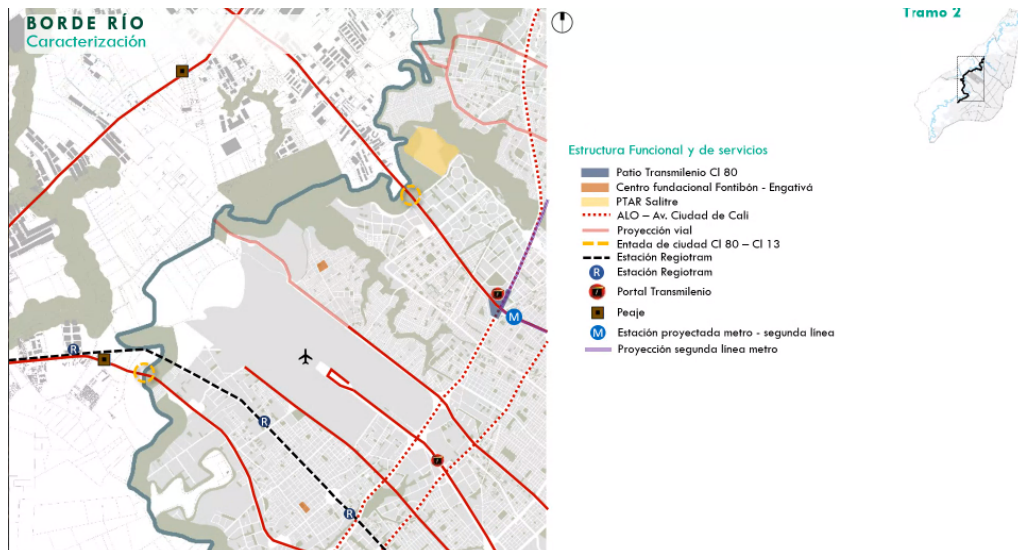 BORDE RÍO
Caracterización
Tramo 2
Estructura Funcional y de servicios
Patio Transmilenio Cl 80
Centro fundacional Fontibón - Engativá
PTAR Salitre
ALO – Av. Ciudad de Cali
Proyección vial
Entada de ciudad Cl 80 – Cl 13
Estación Regiotram
R Estación Regiotram
Portal Transmilenio
Peaje
M Estación proyectada metro - segunda línea
Proyección segunda línea metro
M
R
R
R